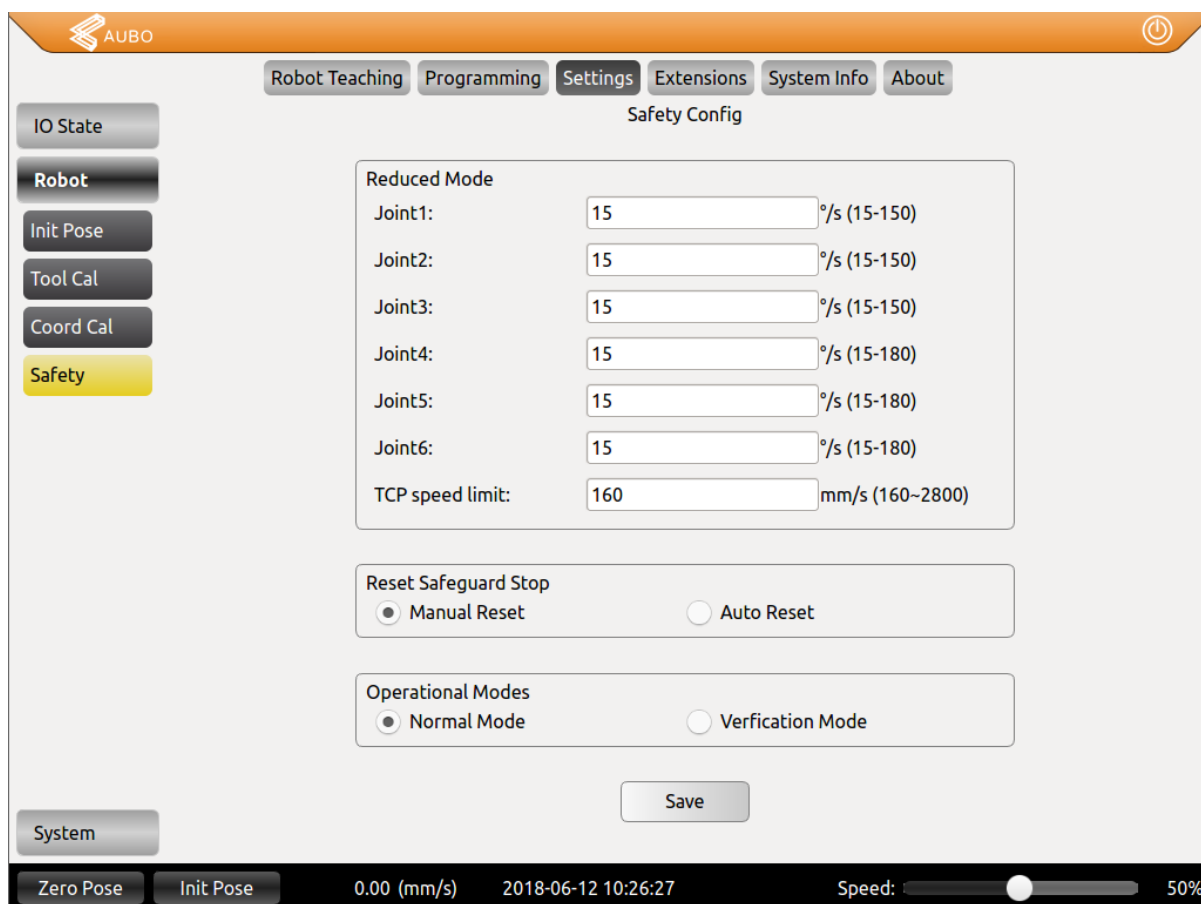 AUBO
Robot Teaching Programming Settings Extensions System Info About
Safety Config
IO State
Robot
Init Pose
Tool Cal
Coord Cal
Safety
Reduced Mode
Joint1: 15 °/s (15-150)
Joint2: 15 °/s (15-150)
Joint3: 15 °/s (15-150)
Joint4: 15 °/s (15-180)
Joint5: 15 °/s (15-180)
Joint6: 15 °/s (15-180)
TCP speed limit: 160 mm/s (160~2800)
Reset Safeguard Stop
Manual Reset Auto Reset
Operational Modes
Normal Mode Verfication Mode
Save
System
Zero Pose Init Pose 0.00 (mm/s) 2018-06-12 10:26:27 Speed: 50%